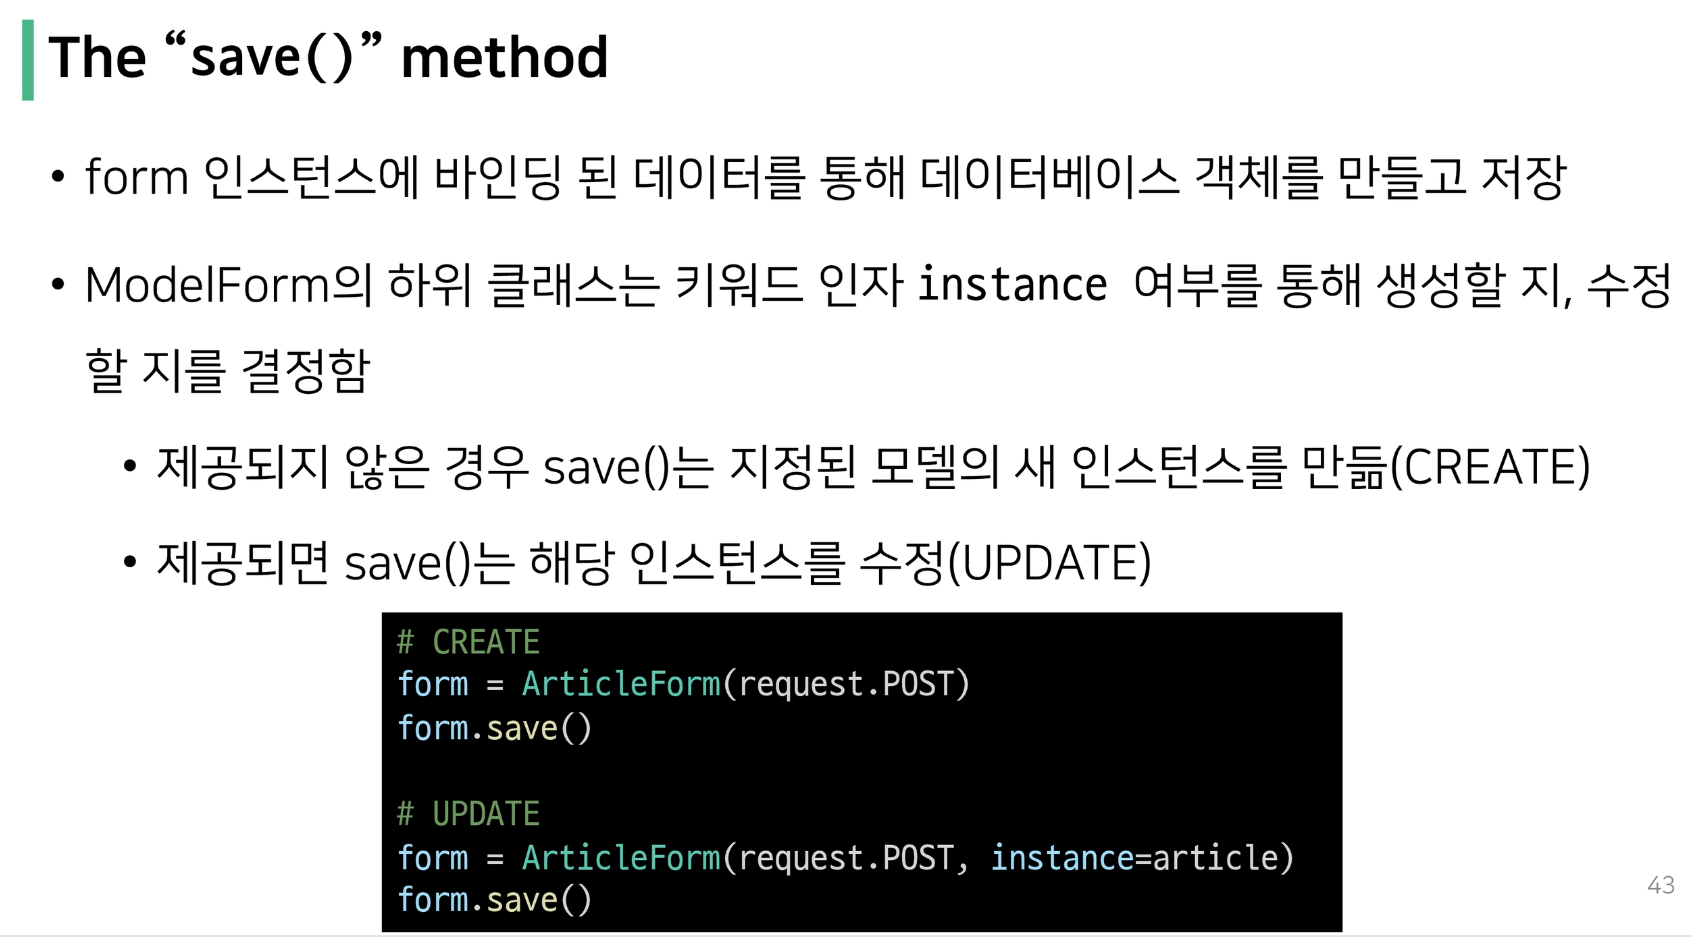 The “save()” method
• form 인스턴스에 바인딩 된 데이터를 통해 데이터베이스 객체를 만들고 저장
• ModelForm의 하위 클래스는 키워드 인자 instance 여부를 통해 생성할 지, 수정
할 지를 결정함
• 제공되지 않은 경우 save()는 지정된 모델의 새 인스턴스를 만듦(CREATE)
• 제공되면 save()는 해당 인스턴스를 수정(UPDATE)
# CREATE
form = ArticleForm(request.POST)
form.save()
# UPDATE
form = ArticleForm(request.POST, instance=article)
form.save()
43